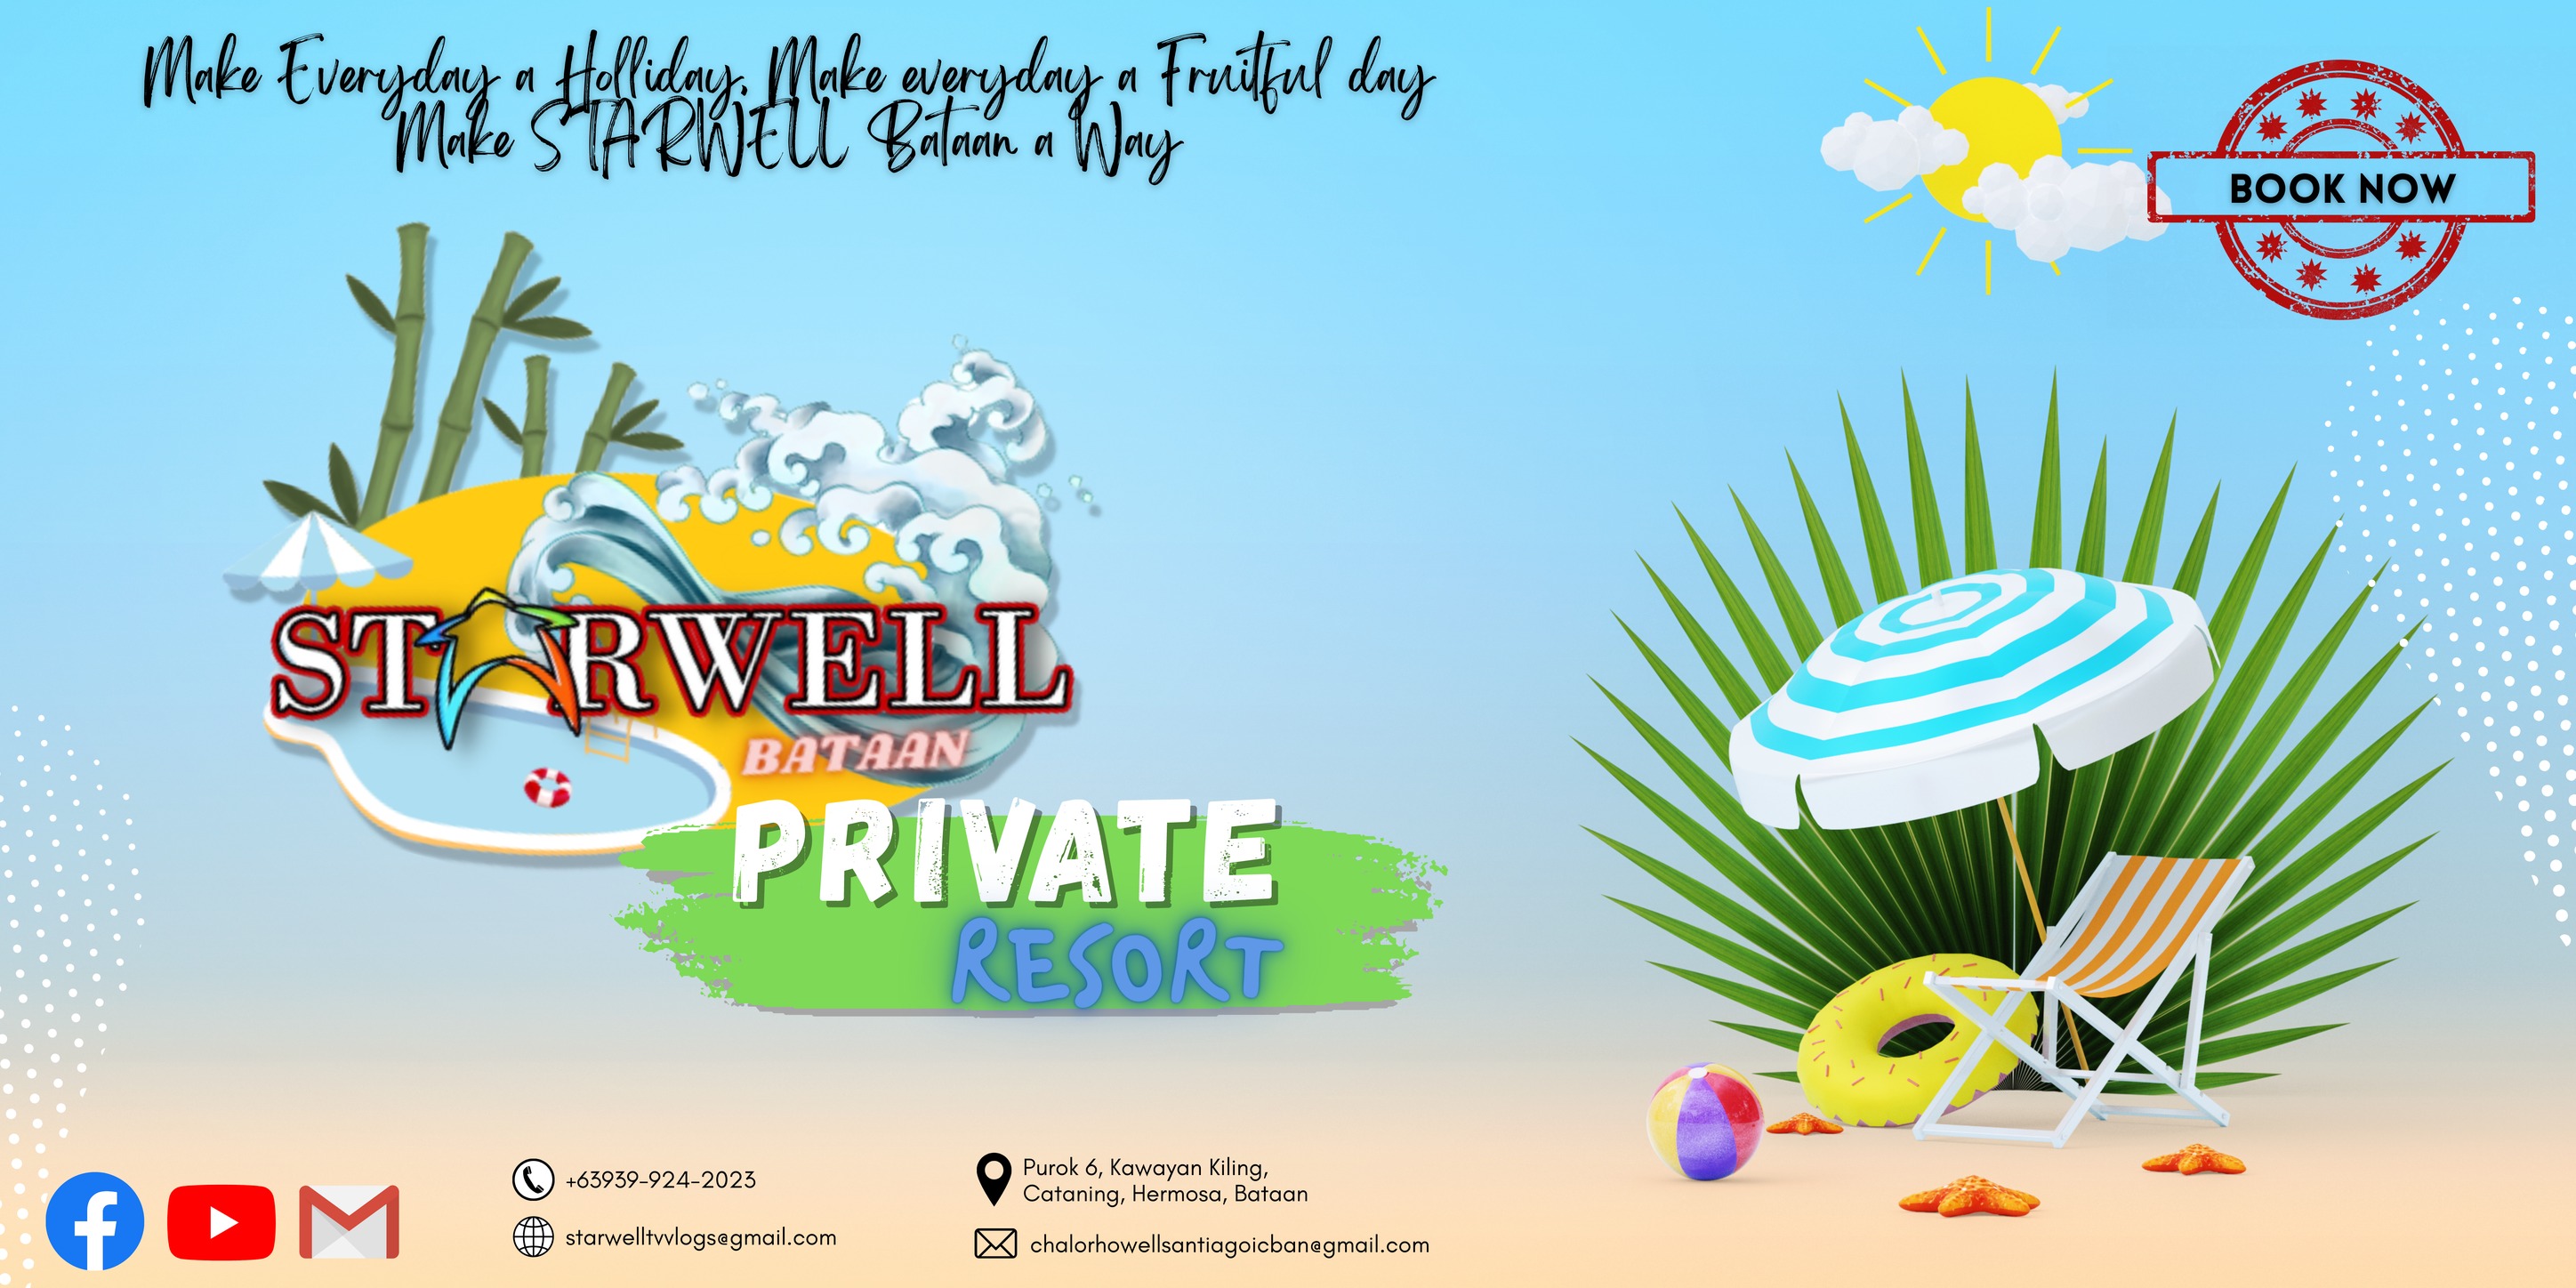 Make Everyday a Holliday, Make everyday a Fruitful day
Make STARWELL Bataan a Way
BOOK NOW
STARWELL
BATAAN
PRIVATE
RESORT
+63939-924-2023
starwelltvvlogs@gmail.com
Purok 6, Kawayan Kiling,
Cataning, Hermosa, Bataan
chalorhowellsantiagoicban@gmail.com